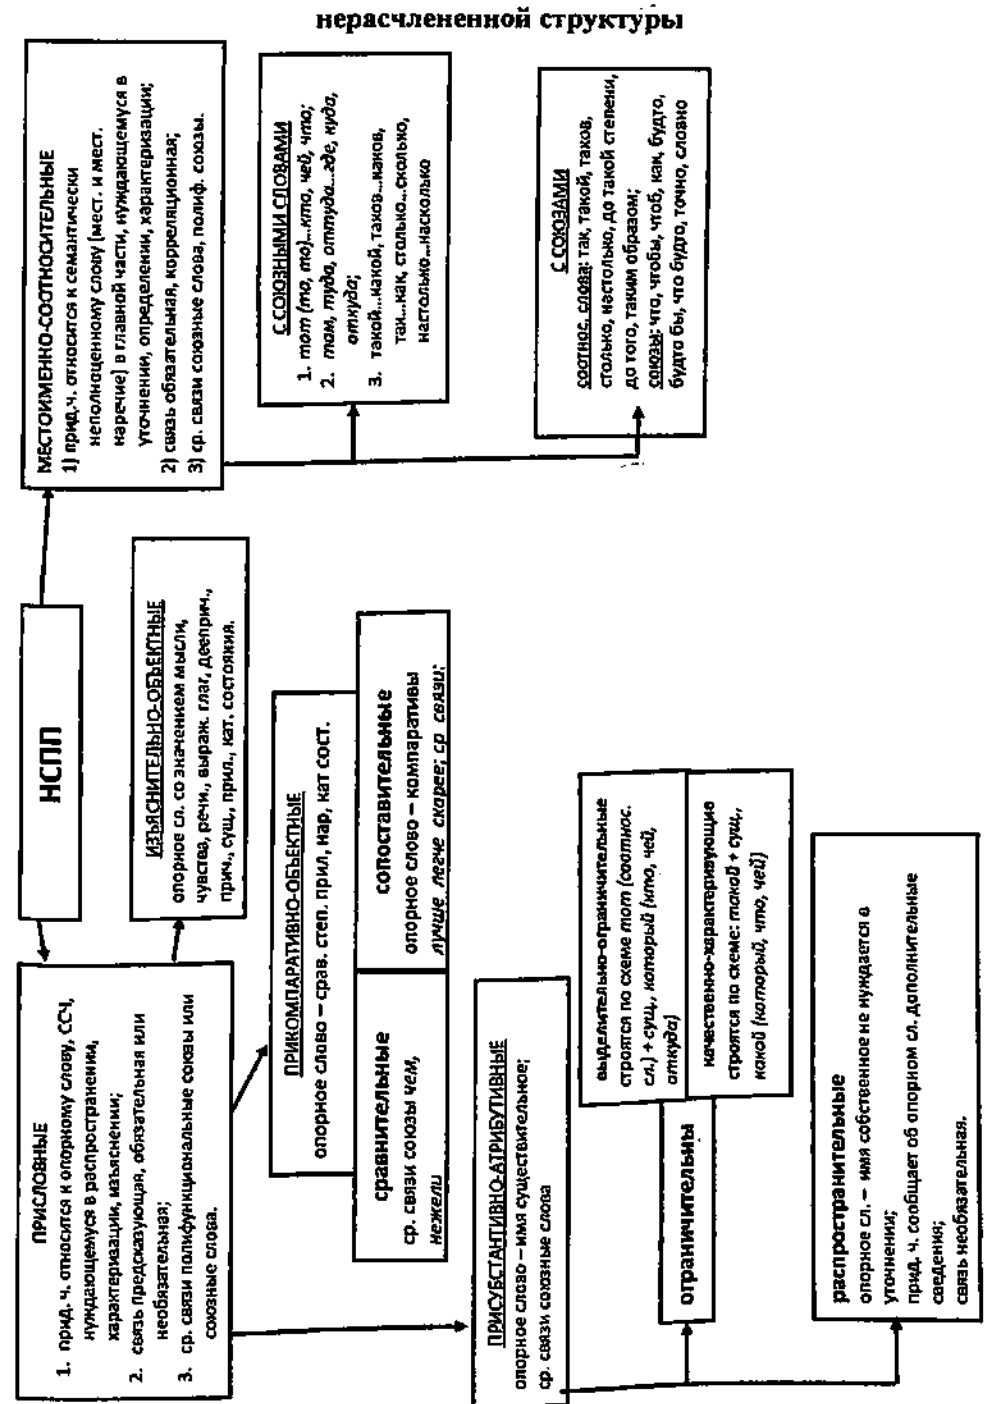 нерасчлененной структуры
НСПП
ПРИСЛОВНЫЕ
1. прид. ч. относится к опорному слову, ССЧ,
нуждающемуся в распространении,
характеризации, изъяснении;
2. связь предсказующая, обязательная или
необязательная;
3. ср. связи полифункциональные союзы или
союзные слова.
ИЗЪЯСНИТЕЛЬНО-ОБЪЕКТНЫЕ
опорное сл. со значением мысли,
чувства, речи., выраж. глаг, дееприч.,
прич., сущ., прил., кат. состояния.
ПРИКОМПАРАТИВНО-ОБЪЕКТНЫЕ
опорное слово – срав. степ. прил, нар, кат сост.
сравнительные
ср. связи союзы чем,
нежели
сопоставительные
опорное слово – компаративы
лучше легче скорее; ср связи:
ПРИСУБСТАНТИВНО-АТРИБУТИВНЫЕ
опорное слово – имя существительное;
ср. связи союзные слова
ограничительны
выделительно-ограничительные
строятся по схеме тот (соотнос.
сл.) + сущ., который (кто, чей,
откуда)
качественно-характеризующие
строятся по схеме: такой + сущ.,
какой (который, что, чей)
распространительные
опорное сл. – имя собственное не нуждается в
уточнении;
прид. ч. сообщает об опорном сл. дополнительные
сведения;
связь необязательная.
МЕСТОИМЕННО-СООТНОСИТЕЛЬНЫЕ
1) прид.ч. относится к семантически
неполноценному слову (мест. и мест.
наречие) в главной части, нуждающемуся в
уточнении, определении, характеризации;
2) связь обязательная, корреляционная;
3) ср. связи союзные слова, полиф. союзы.
С СОЮЗНЫМИ СЛОВАМИ
1. тот (та, то)...кто, чей, что;
2. там, туда, оттуда...где, куда,
откуда;
3. такой...какой, таков...каков,
так...как, столько...сколько,
настолько...насколько
С СОЮЗАМИ
соотнос. слова: так, такой, таков,
столько, настолько, до такой степени,
до того, таким образом;
союзы: что, чтобы, чтоб, как, будто,
будто бы, что будто, точно, словно